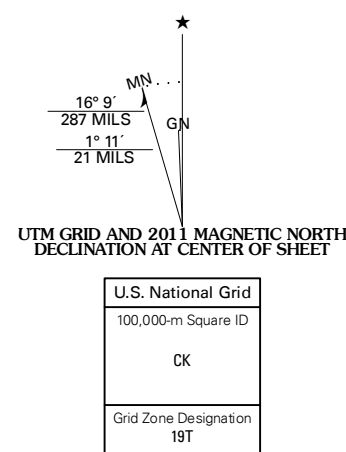 ★
MN
GN
16° 9´
287 MILS
1° 11´
21 MILS
UTM GRID AND 2011 MAGNETIC NORTH
DECLINATION AT CENTER OF SHEET
U.S. National Grid
100,000-m Square ID
CK
Grid Zone Designation
19T